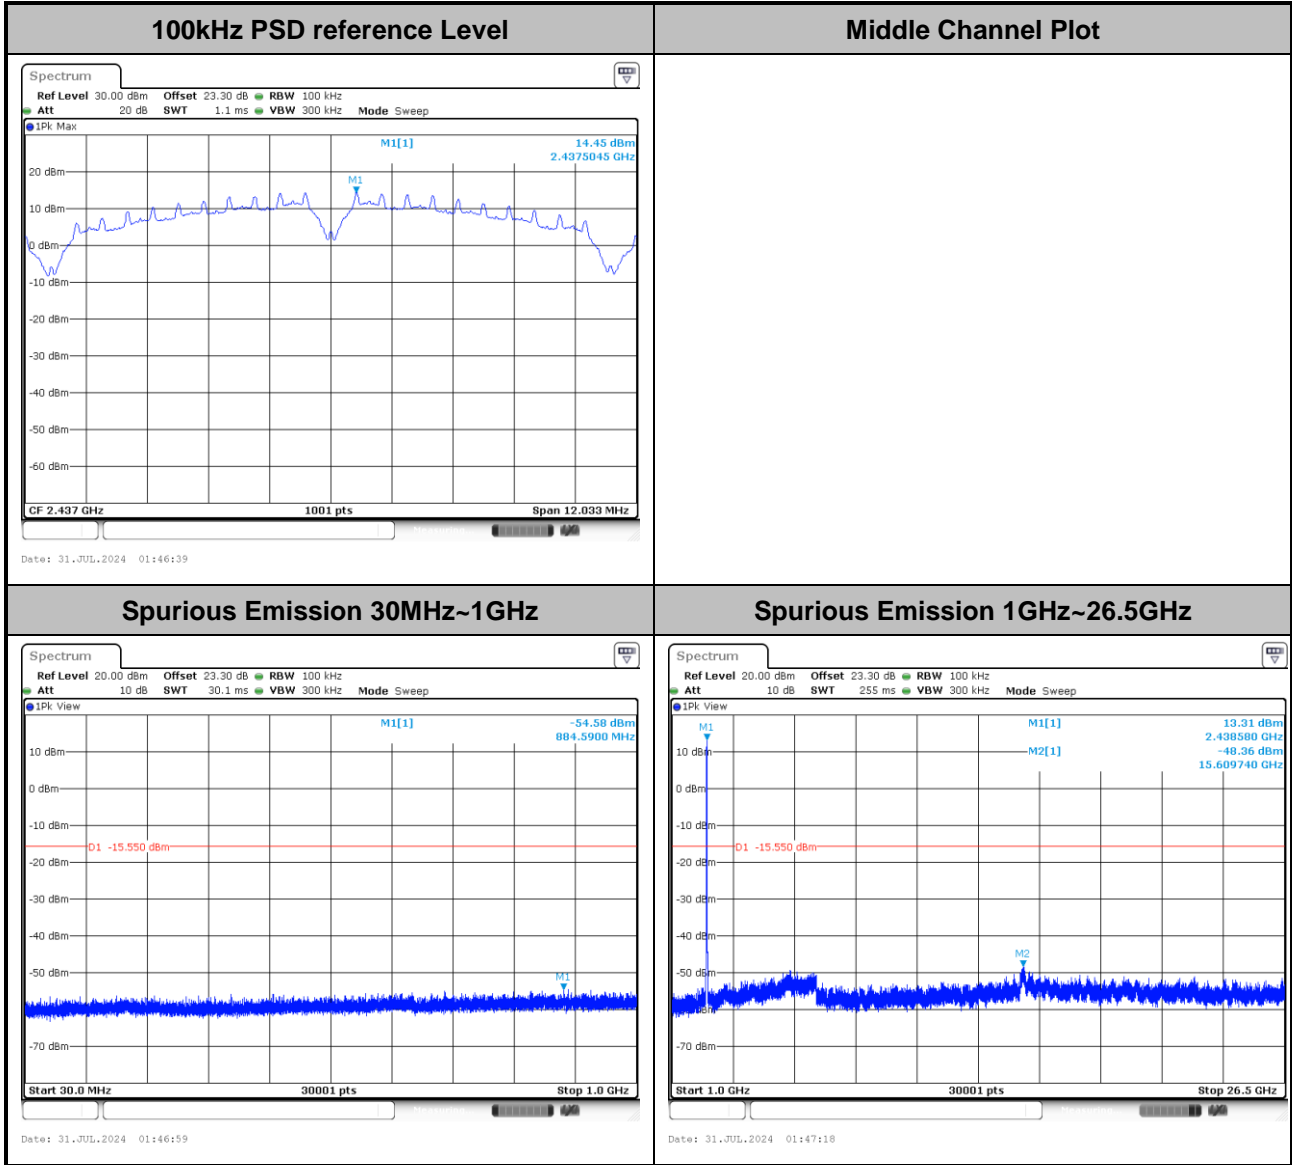 100kHz PSD reference Level
Middle Channel Plot
Spectrum
Ref Level 30.00 dBm Offset 23.30 dB RBW 100 kHz
Att 20 dB SWT 1.1 ms VBW 300 kHz Mode Sweep
1Pk Max
M1[1] 14.45 dBm
2.4375045 GHz
M1
20 dBm
10 dBm
0 dBm
-10 dBm
-20 dBm
-30 dBm
-40 dBm
-50 dBm
-60 dBm
CF 2.437 GHz 1001 pts Span 12.033 MHz
Date: 31.JUL.2024 01:46:39
Spurious Emission 30MHz~1GHz
Spectrum
Ref Level 20.00 dBm Offset 23.30 dB RBW 100 kHz
Att 10 dB SWT 30.1 ms VBW 300 kHz Mode Sweep
1Pk View
M1[1] -54.58 dBm
884.5900 MHz
10 dBm
0 dBm
-10 dBm
D1 -15.550 dBm
-20 dBm
-30 dBm
-40 dBm
-50 dBm
M1
-70 dBm
Start 30.0 MHz 30001 pts Stop 1.0 GHz
Date: 31.JUL.2024 01:46:59
Spurious Emission 1GHz~26.5GHz
Spectrum
Ref Level 20.00 dBm Offset 23.30 dB RBW 100 kHz
Att 10 dB SWT 255 ms VBW 300 kHz Mode Sweep
1Pk View
M1[1] 13.31 dBm
2.438580 GHz
M1
10 dBm
M2[1] -48.36 dBm
15.609740 GHz
0 dBm
-10 dBm
D1 -15.550 dBm
-20 dBm
-30 dBm
-40 dBm
M2
-50 dBm
-70 dBm
Start 1.0 GHz 30001 pts Stop 26.5 GHz
Date: 31.JUL.2024 01:47:18